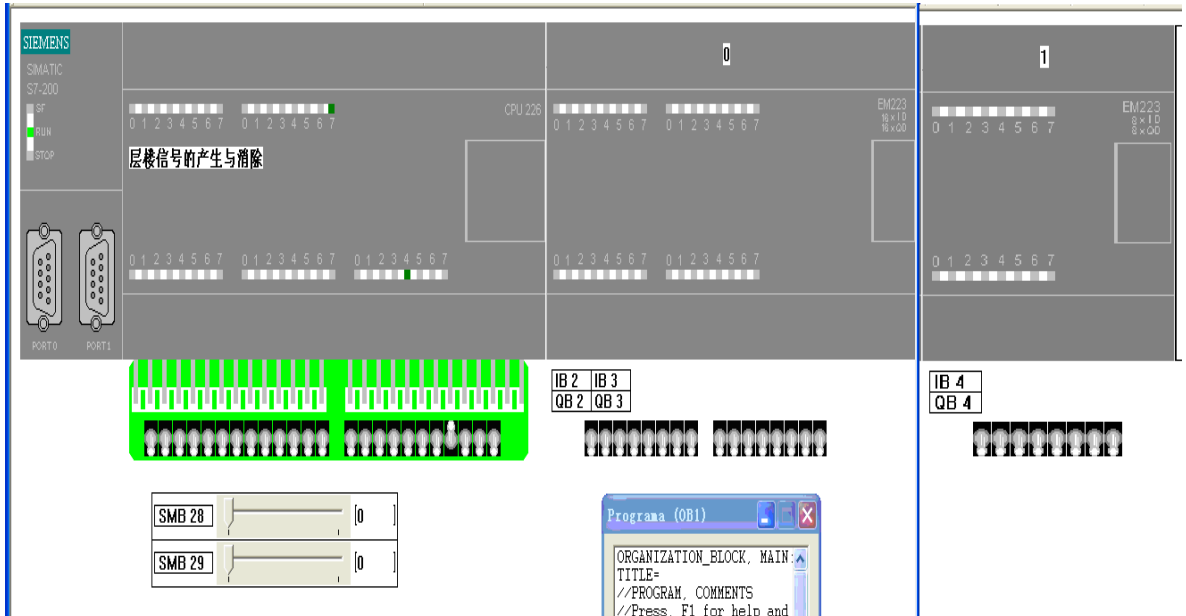 SIEMENS
SIMATIC
S7-200
SF
RUN
STOP
0 1 2 3 4 5 6 7 0 1 2 3 4 5 6 7
CPU 226
层楼信号的产生与消除
0 1 2 3 4 5 6 7 0 1 2 3 4 5 6 7 0 1 2 3 4 5 6 7
PORT0 PORT1
0
0 1 2 3 4 5 6 7 0 1 2 3 4 5 6 7
EM223
16×ID
16×QD
0 1 2 3 4 5 6 7 0 1 2 3 4 5 6 7
1
0 1 2 3 4 5 6 7
EM223
8×ID
8×QD
0 1 2 3 4 5 6 7
IB 2 IB 3
QB 2 QB 3
IB 4
QB 4
SMB 28 [0 ]
SMB 29 [0 ]
Programa (OB1)
ORGANIZATION_BLOCK, MAIN:
TITLE=
//PROGRAM, COMMENTS
//Press, F1 for help and